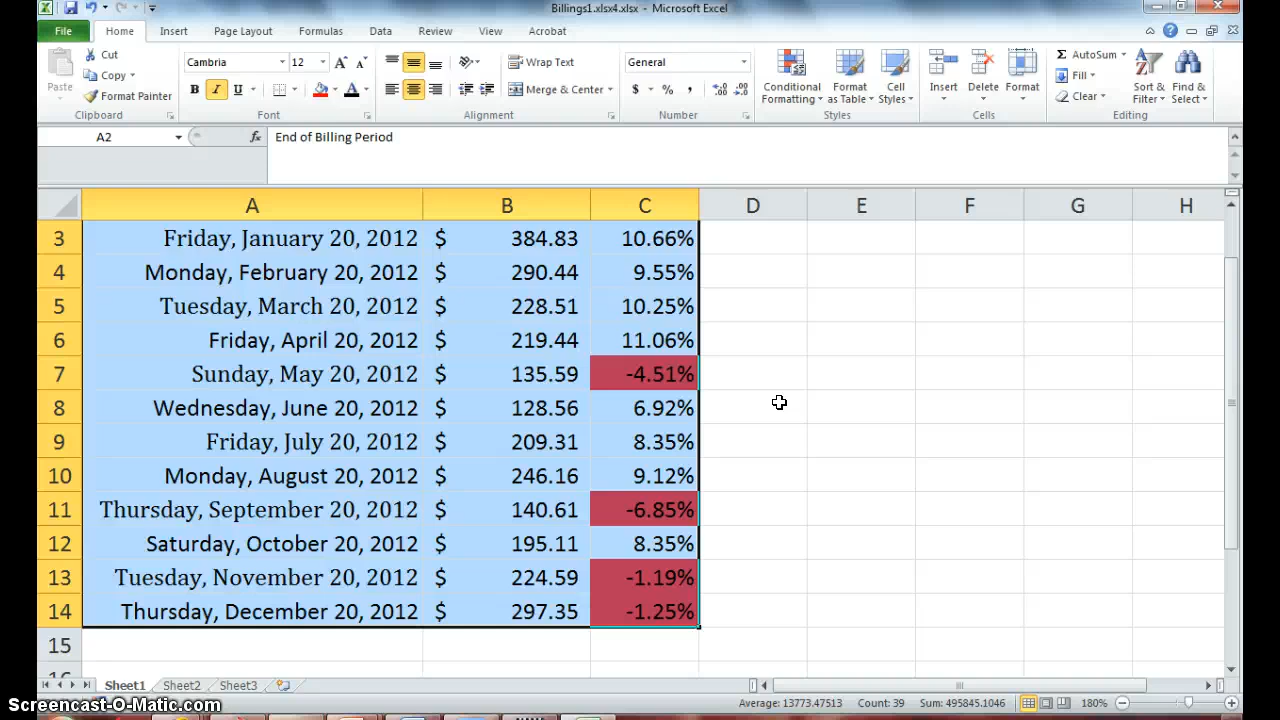 Billings1.xlsx4.xlsx - Microsoft Excel
File Home Insert Page Layout Formulas Data Review View Acrobat
Paste Cut Copy Format Painter Clipboard
Cambria 12 A A B I U A Font
Wrap Text Merge & Center Alignment
General $ % , .0 .00 .00 .0 Number
Conditional Formatting Format as Table Cell Styles Styles
Insert Delete Format Cells
Σ AutoSum Fill Clear Sort & Filter Find & Select Editing
A2 fx End of Billing Period
A B C D E F G H
3 Friday, January 20, 2012 $ 384.83 10.66%
4 Monday, February 20, 2012 $ 290.44 9.55%
5 Tuesday, March 20, 2012 $ 228.51 10.25%
6 Friday, April 20, 2012 $ 219.44 11.06%
7 Sunday, May 20, 2012 $ 135.59 -4.51%
8 Wednesday, June 20, 2012 $ 128.56 6.92%
9 Friday, July 20, 2012 $ 209.31 8.35%
10 Monday, August 20, 2012 $ 246.16 9.12%
11 Thursday, September 20, 2012 $ 140.61 -6.85%
12 Saturday, October 20, 2012 $ 195.11 8.35%
13 Tuesday, November 20, 2012 $ 224.59 -1.19%
14 Thursday, December 20, 2012 $ 297.35 -1.25%
15
Sheet1 Sheet2 Sheet3
Screencast-O-Matic.com Average: 13773.47513 Count: 39 Sum: 495845.1046 180%